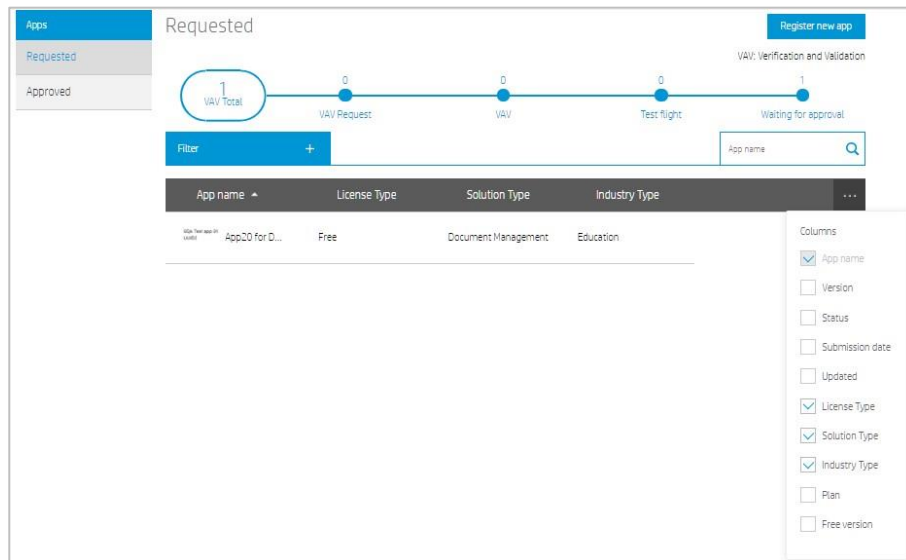 Apps
Requested
Approved
Requested
Register new app
VAV: Verification and Validation
1
VAV Total
0
VAV Request
0
VAV
0
Test flight
1
Waiting for approval
Filter +
App name
App name
License Type
Solution Type
Industry Type
...
App20 for D...
Free
Document Management
Education
Columns
App name
Version
Status
Submission date
Updated
License Type
Solution Type
Industry Type
Plan
Free version